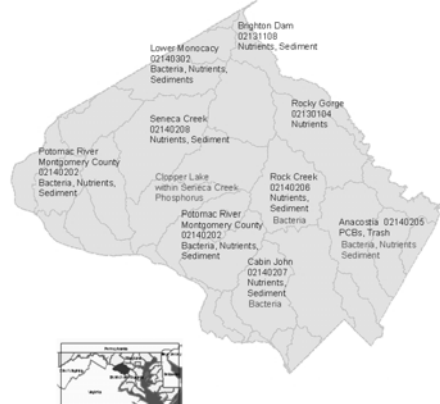 Brighton Dam
02131108
Nutrients, Sediment
Lower Monocacy
02140302
Bacteria, Nutrients,
Sediments
Rocky Gorge
02130104
Nutrients
Seneca Creek
02140208
Nutrients, Sediment
Potomac River
Montgomery County
02140202
Bacteria, Nutrients,
Sediment
Clopper Lake
within Seneca Creek
Phosphorus
Rock Creek
02140206
Nutrients,
Sediment
Bacteria
Potomac River
Montgomery County
02140202
Bacteria, Nutrients,
Sediment
Anacostia 02140205
PCBs, Trash
Bacteria, Nutrients
Sediment
Cabin John
02140207
Nutrients,
Sediment
Bacteria
Pennsylvania